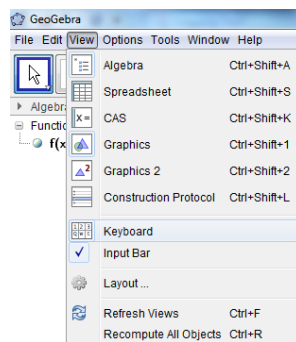 GeoGebra
File Edit View Options Tools Window Help
Algebra Ctrl+Shift+A
Spreadsheet Ctrl+Shift+S
CAS Ctrl+Shift+K
Graphics Ctrl+Shift+1
Graphics 2 Ctrl+Shift+2
Construction Protocol Ctrl+Shift+L
Keyboard
Input Bar
Layout ...
Refresh Views Ctrl+F
Recompute All Objects Ctrl+R
Algebr
Functio
f(x